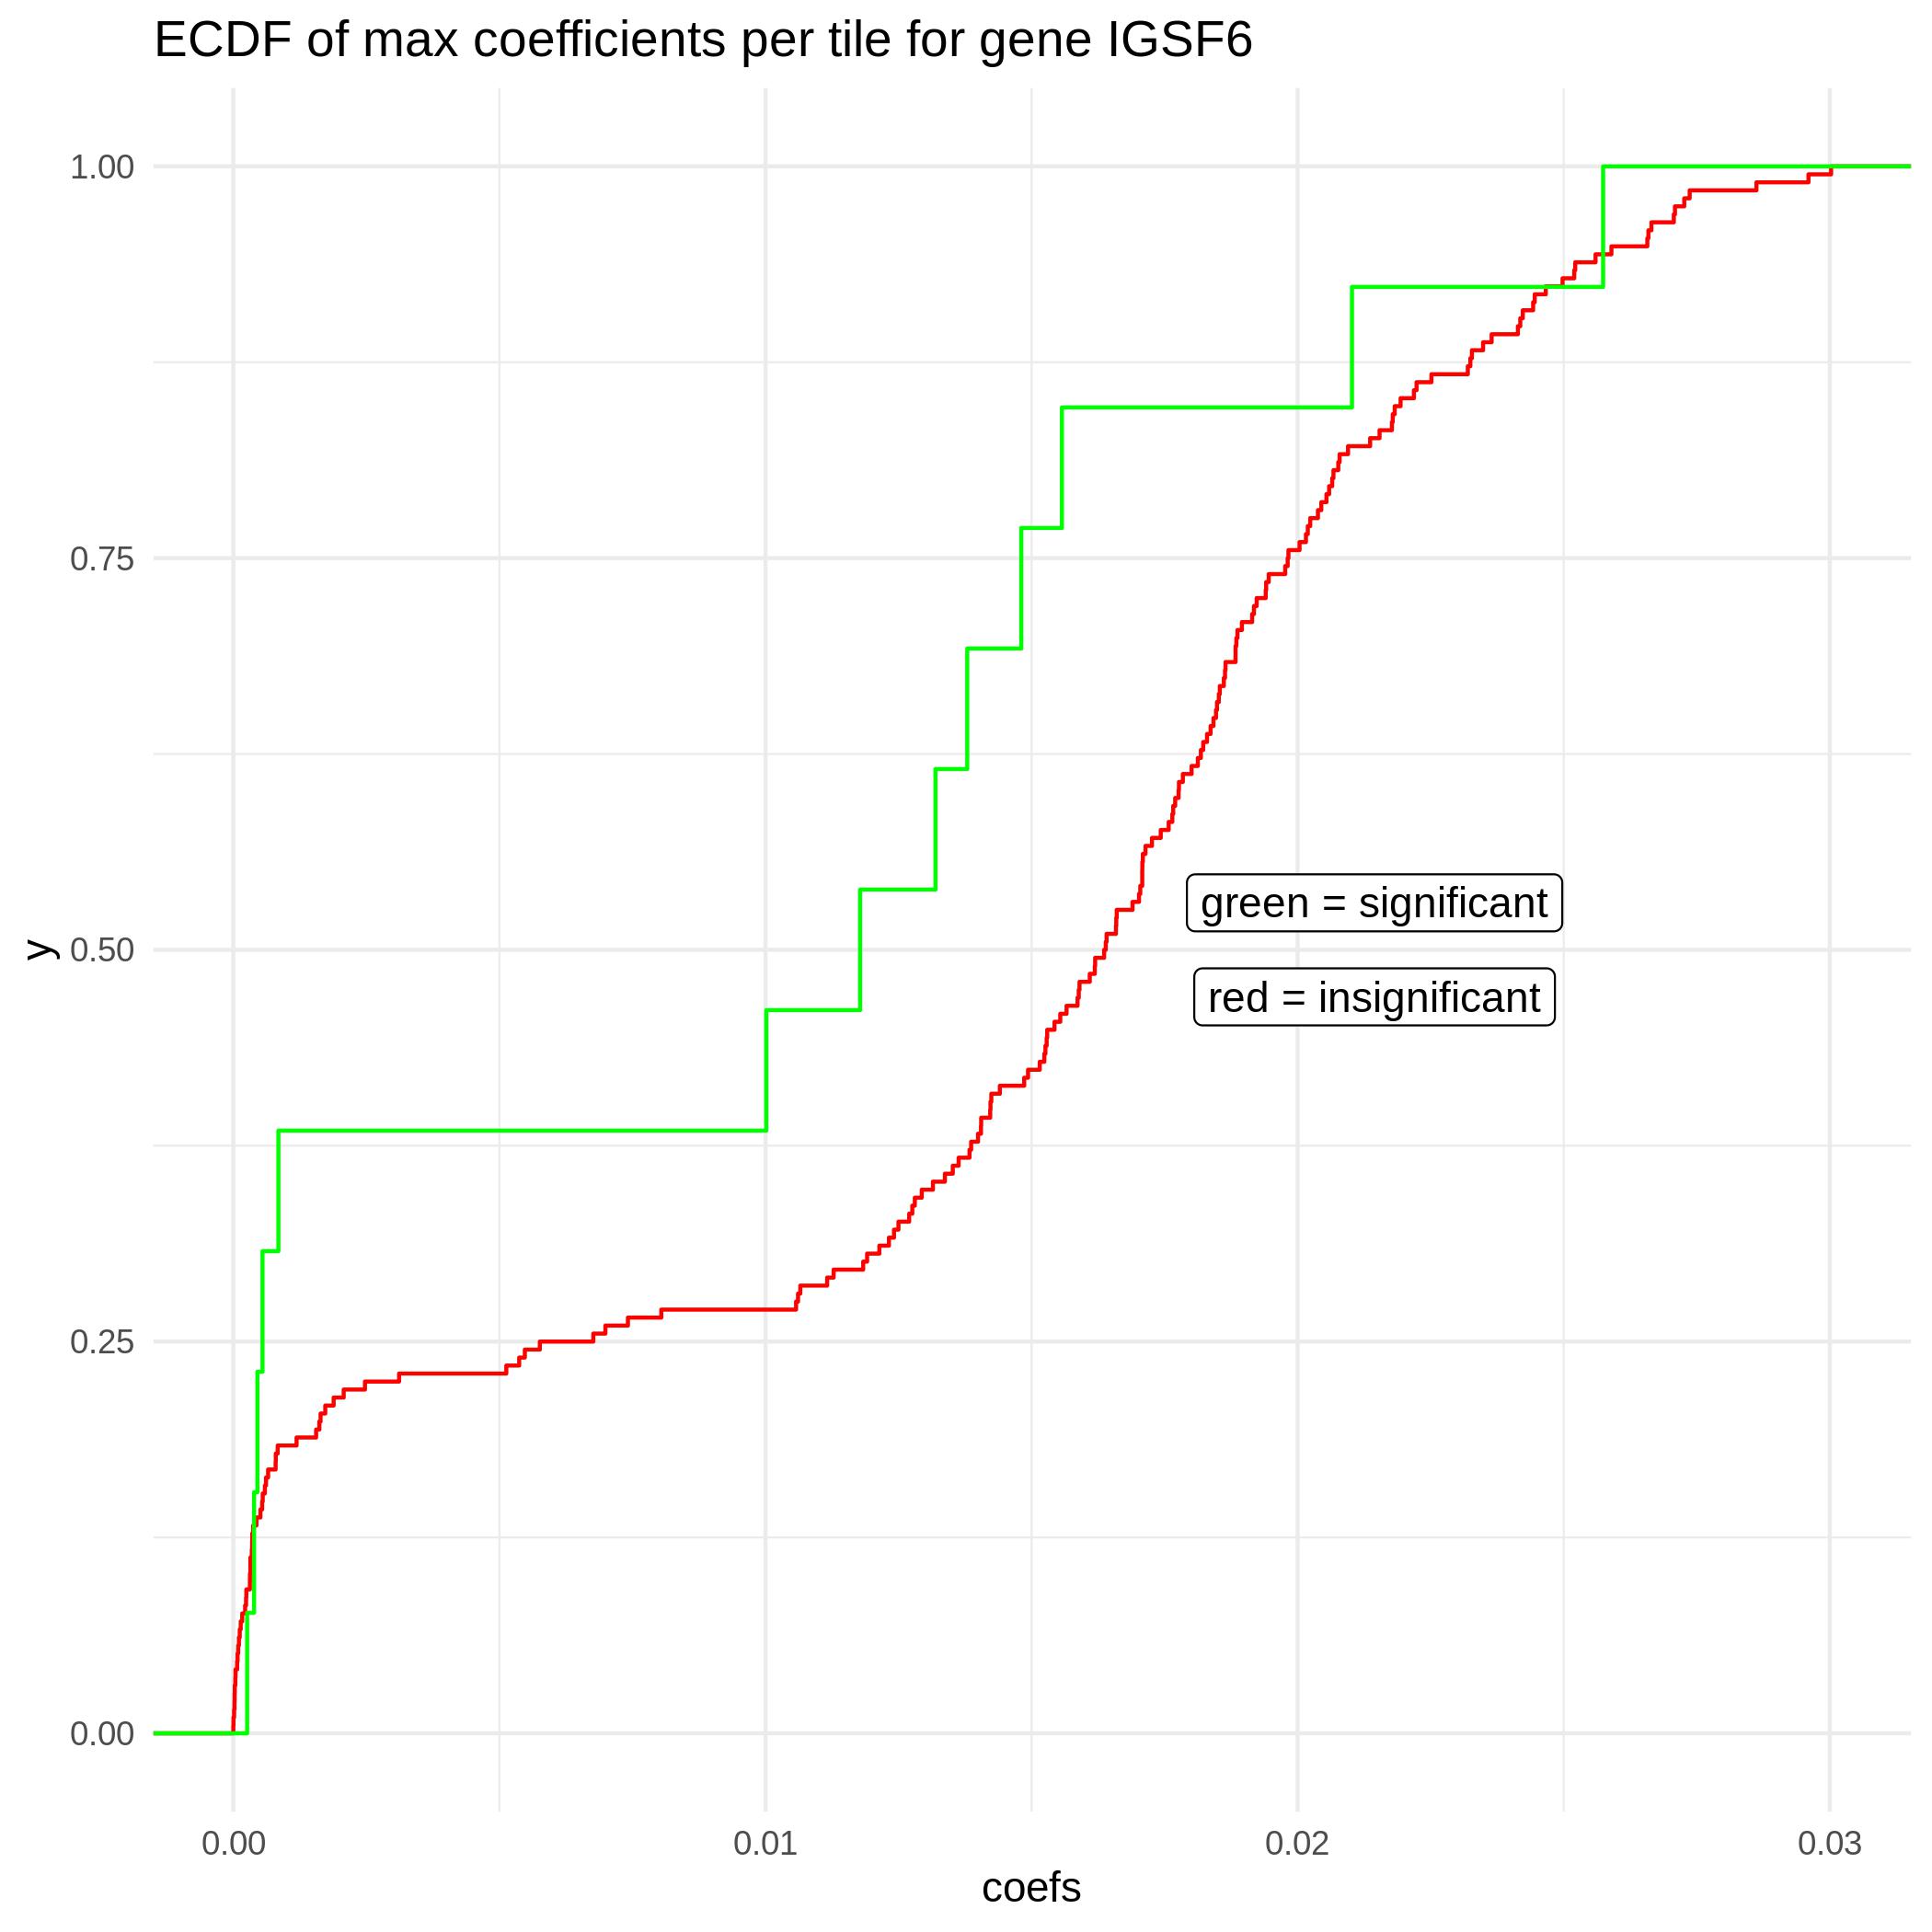 ECDF of max coefficients per tile for gene IGSF6
1.00
0.75
0.50
0.25
0.00
y
green = significant
red = insignificant
0.00 0.01 0.02 0.03
coefs